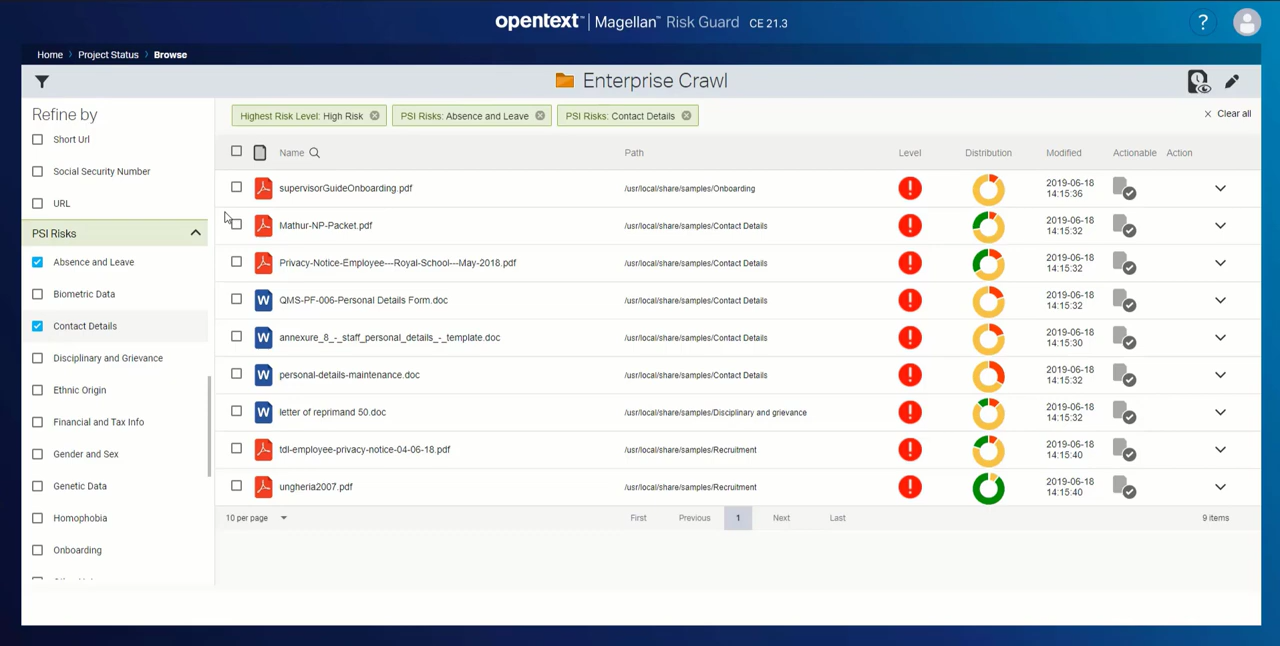 opentext™ | Magellan™ Risk Guard CE 21.3
?
Home › Project Status › Browse
Enterprise Crawl
Refine by
Short Url
Social Security Number
URL
PSI Risks
Absence and Leave
Biometric Data
Contact Details
Disciplinary and Grievance
Ethnic Origin
Financial and Tax Info
Gender and Sex
Genetic Data
Homophobia
Onboarding
Highest Risk Level: High Risk
PSI Risks: Absence and Leave
PSI Risks: Contact Details
Clear all
Name Path Level Distribution Modified Actionable Action
supervisorGuideOnboarding.pdf /usr/local/share/samples/Onboarding 2019-06-18
14:15:36
Mathur-NP-Packet.pdf /usr/local/share/samples/Contact Details 2019-06-18
14:15:32
Privacy-Notice-Employee---Royal-School---May-2018.pdf /usr/local/share/samples/Contact Details 2019-06-18
14:15:32
W QMS-PF-006-Personal Details Form.doc /usr/local/share/samples/Contact Details 2019-06-18
14:15:32
W annexure_8_-_staff_personal_details_-_template.doc /usr/local/share/samples/Contact Details 2019-06-18
14:15:30
W personal-details-maintenance.doc /usr/local/share/samples/Contact Details 2019-06-18
14:15:32
W letter of reprimand 50.doc /usr/local/share/samples/Disciplinary and grievance 2019-06-18
14:15:32
tdl-employee-privacy-notice-04-06-18.pdf /usr/local/share/samples/Recruitment 2019-06-18
14:15:40
ungheria2007.pdf /usr/local/share/samples/Recruitment 2019-06-18
14:15:40
10 per page First Previous 1 Next Last 9 items